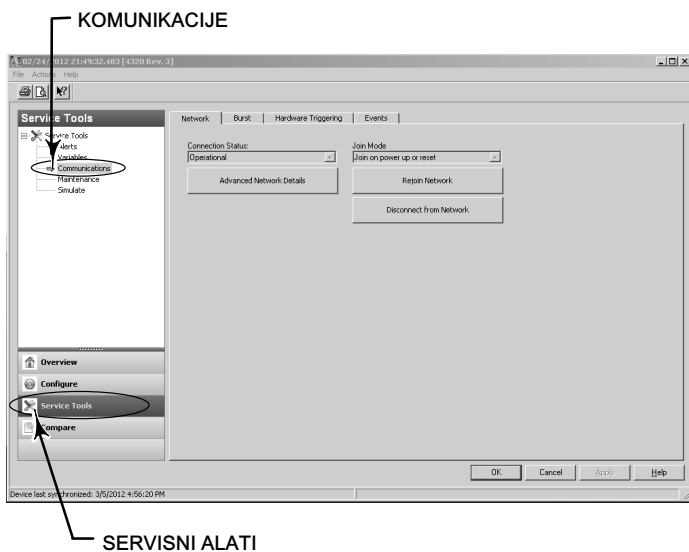 KOMUNIKACIJE
02/24/2012 21:49:32.483 [4320 Rev. 3]
File Actions Help
Service Tools
Service Tools
Alerts
Variables
Communications
Maintenance
Simulate
Network Burst Hardware Triggering Events
Connection Status: Join Mode
Operational Join on power up or reset
Advanced Network Details Rejoin Network
Disconnect from Network
Overview
Configure
Service Tools
Compare
OK Cancel Apply Help
Device last synchronized: 3/5/2012 4:56:20 PM
SERVISNI ALATI